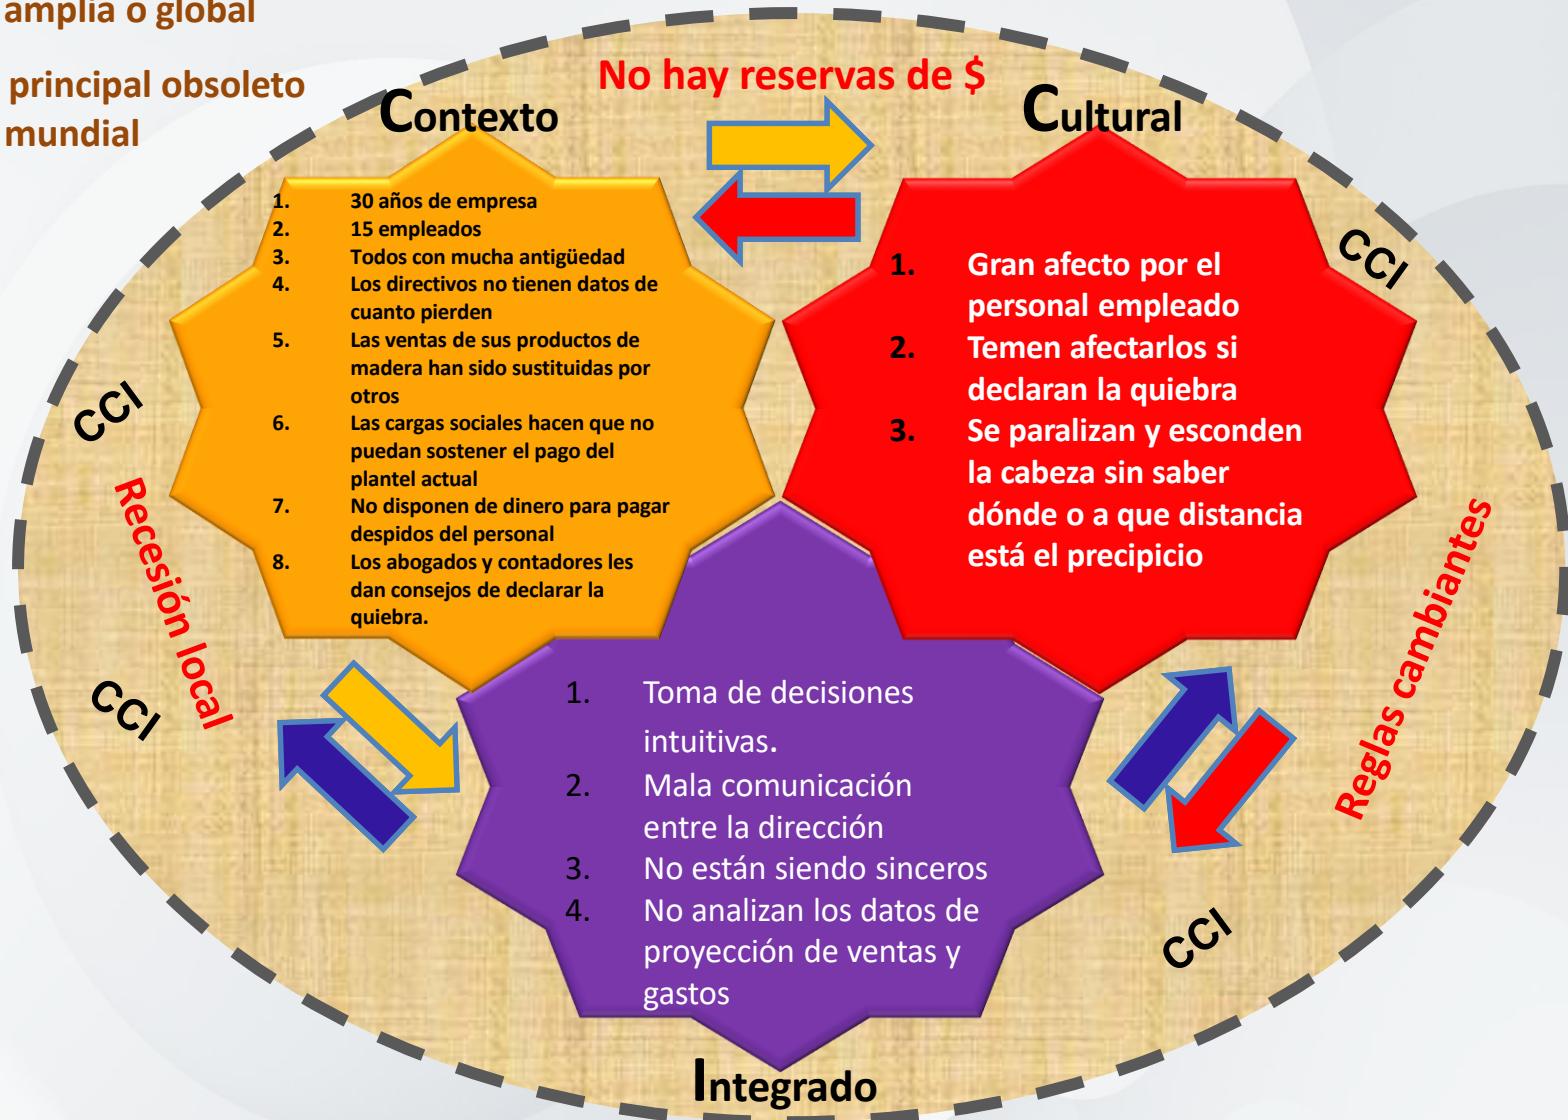 amplia o global
principal obsoleto
mundial
No hay reservas de $
Contexto
Cultural
1. 30 años de empresa
2. 15 empleados
3. Todos con mucha antigüedad
4. Los directivos no tienen datos de
cuanto pierden
5. Las ventas de sus productos de
madera han sido sustituidas por
otros
6. Las cargas sociales hacen que no
puedan sostener el pago del
plantel actual
7. No disponen de dinero para pagar
despidos del personal
8. Los abogados y contadores les
dan consejos de declarar la
quiebra.
1. Gran afecto por el
personal empleado
2. Temen afectarlos si
declaran la quiebra
3. Se paralizan y esconden
la cabeza sin saber
dónde o a que distancia
está el precipicio
CCI
CCI
Recesión local
Reglas cambiantes
CCI
1. Toma de decisiones
intuitivas.
2. Mala comunicación
entre la dirección
3. No están siendo sinceros
4. No analizan los datos de
proyección de ventas y
gastos
CCI
Integrado